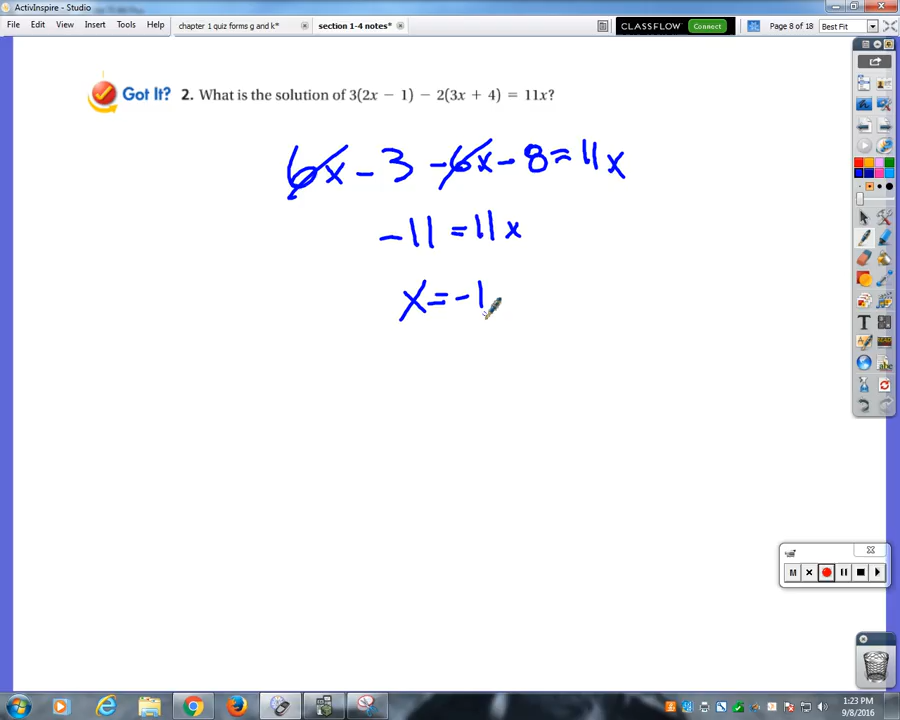 ActivInspire - Studio
File Edit View Insert Tools Help
chapter 1 quiz forms g and k*
section 1-4 notes*
CLASSFLOW Connect
Page 8 of 18
Best Fit
Got It? 2. What is the solution of 3(2x − 1) − 2(3x + 4) = 11x?
6x - 3 - 6x - 8 = 11x
-11 = 11x
x = -1
T
abc
M
1:23 PM
9/8/2016